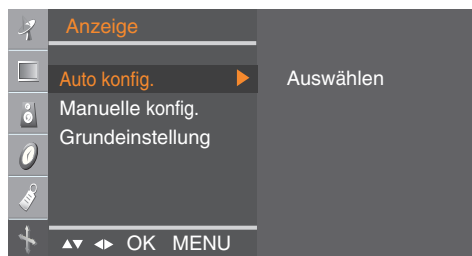 Anzeige
Auto konfig.
Auswählen
Manuelle konfig.
Grundeinstellung
OK MENU